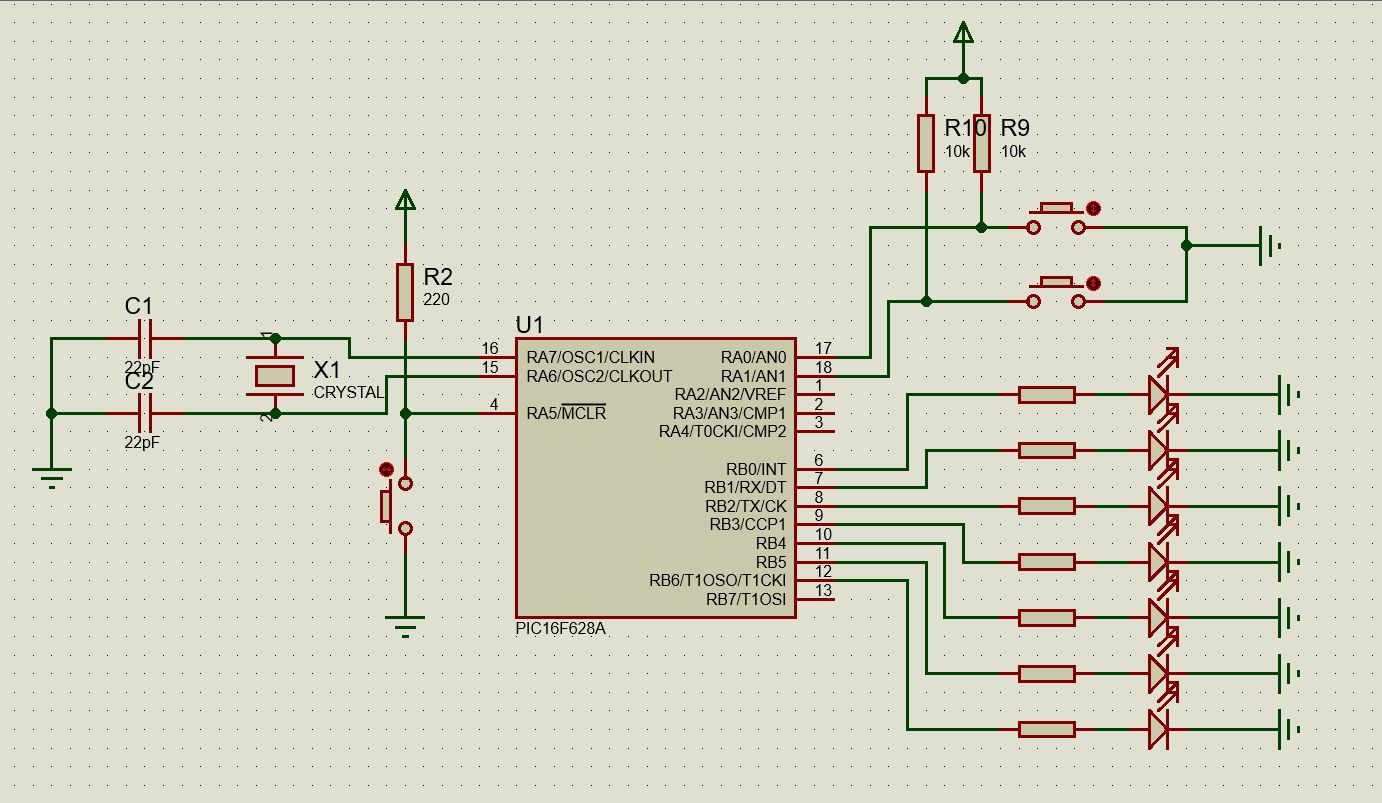 R10
10k
R9
10k
R2
220
C1
22pF
C2
22pF
1
X1
CRYSTAL
2
U1
16
RA7/OSC1/CLKIN
15
RA6/OSC2/CLKOUT
4
RA5/MCLR
RA0/AN0
17
RA1/AN1
18
RA2/AN2/VREF
1
RA3/AN3/CMP1
2
RA4/T0CKI/CMP2
3
RB0/INT
6
RB1/RX/DT
7
RB2/TX/CK
8
RB3/CCP1
9
RB4
10
RB5
11
RB6/T1OSO/T1CKI
12
RB7/T1OSI
13
PIC16F628A